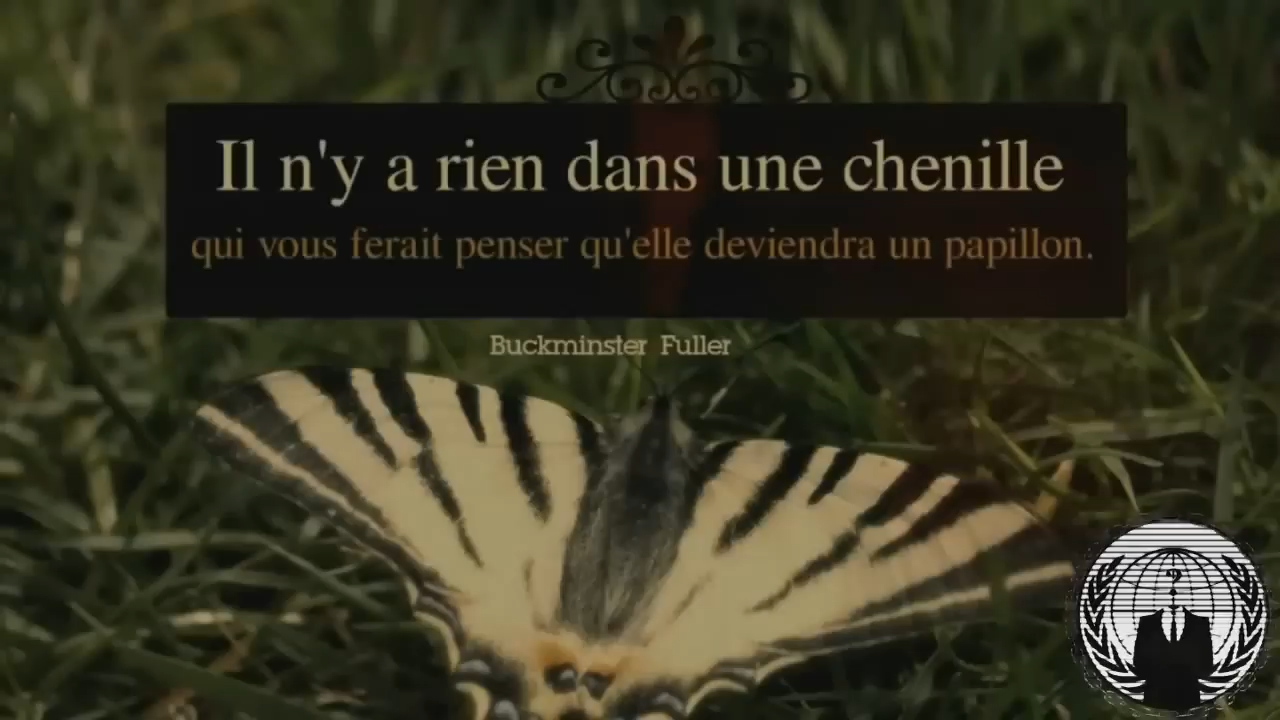 Il n'y a rien dans une chenille
qui vous ferait penser qu'elle deviendra un papillon.
Buckminster Fuller
?